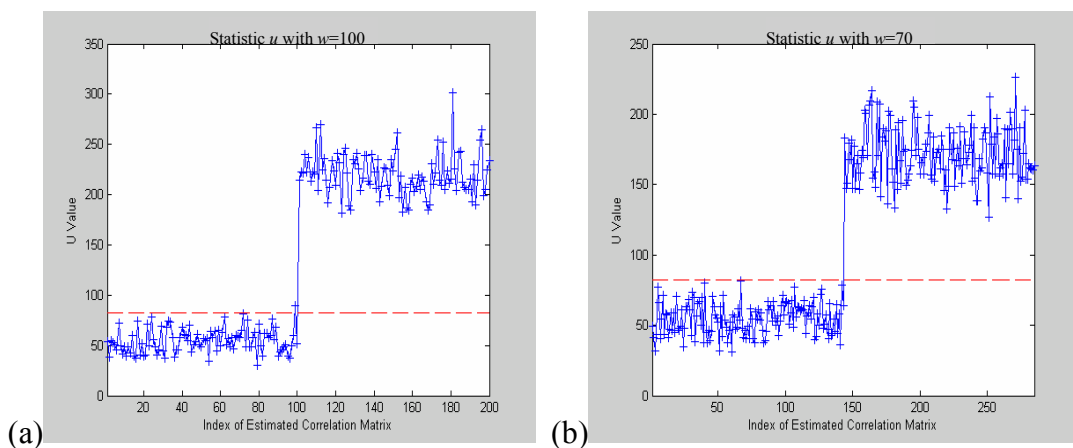 (a)
Statistic u with w=100
350
300
250
200
150
100
50
0
U Value
20 40 60 80 100 120 140 160 180 200
Index of Estimated Correlation Matrix
(b)
Statistic u with w=70
250
200
150
100
50
0
U Value
50 100 150 200 250
Index of Estimated Correlation Matrix